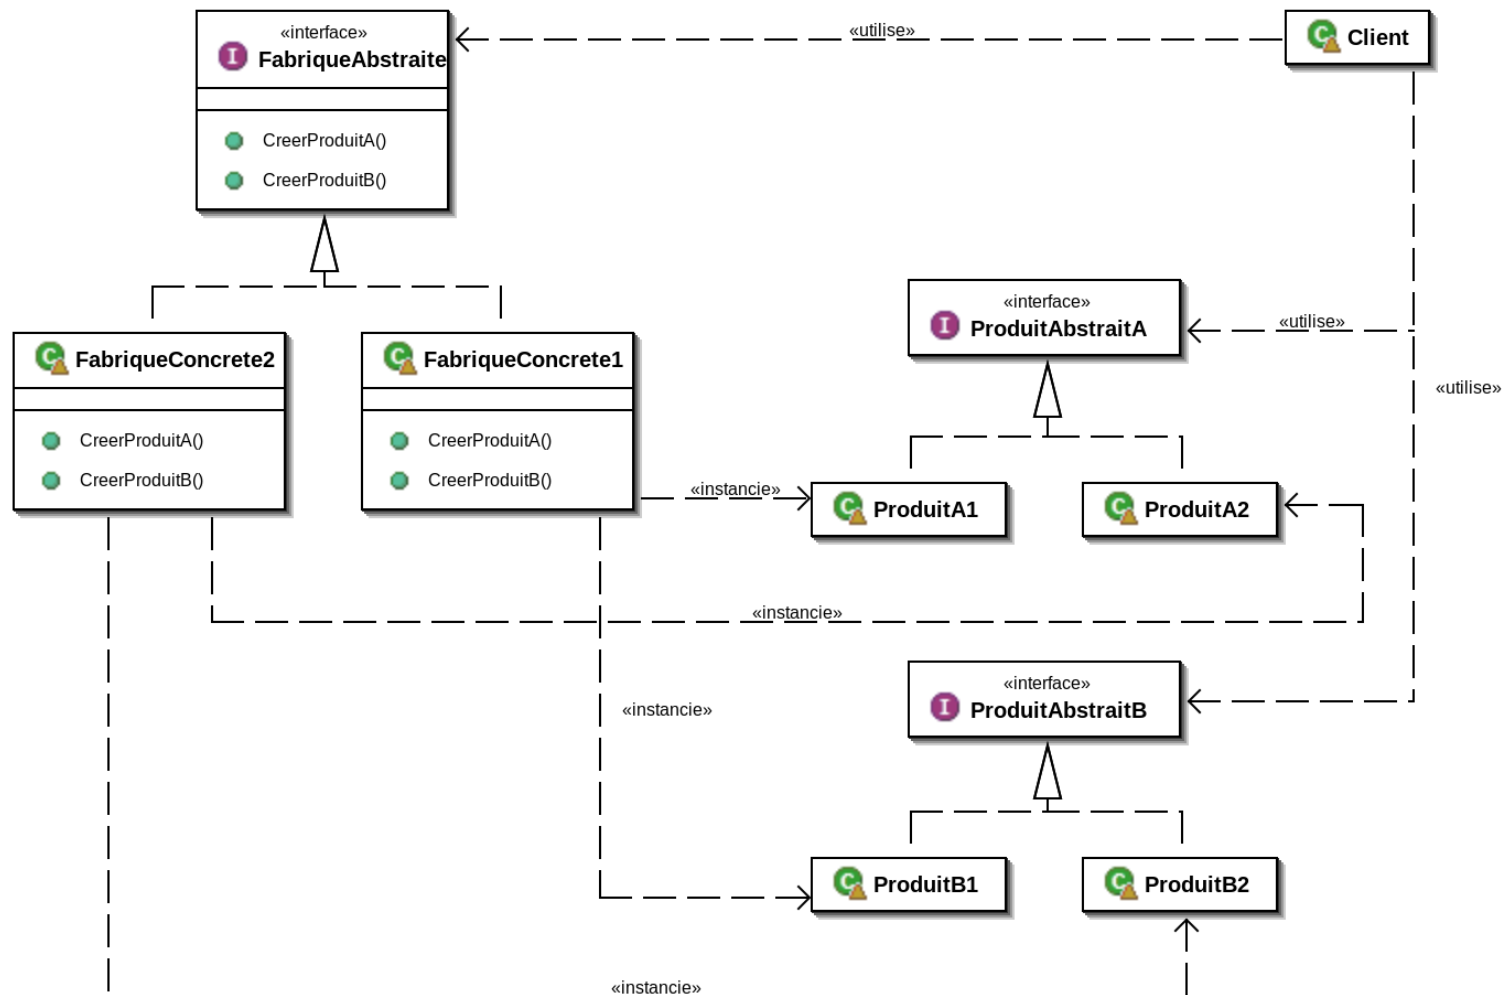 «interface»
FabriqueAbstraite
CreerProduitA()
CreerProduitB()
«utilise»
Client
«interface»
ProduitAbstraitA
«utilise»
«utilise»
FabriqueConcrete2
CreerProduitA()
CreerProduitB()
FabriqueConcrete1
CreerProduitA()
CreerProduitB()
«instancie»
ProduitA1
ProduitA2
«instancie»
«interface»
ProduitAbstraitB
«instancie»
ProduitB1
ProduitB2
«instancie»